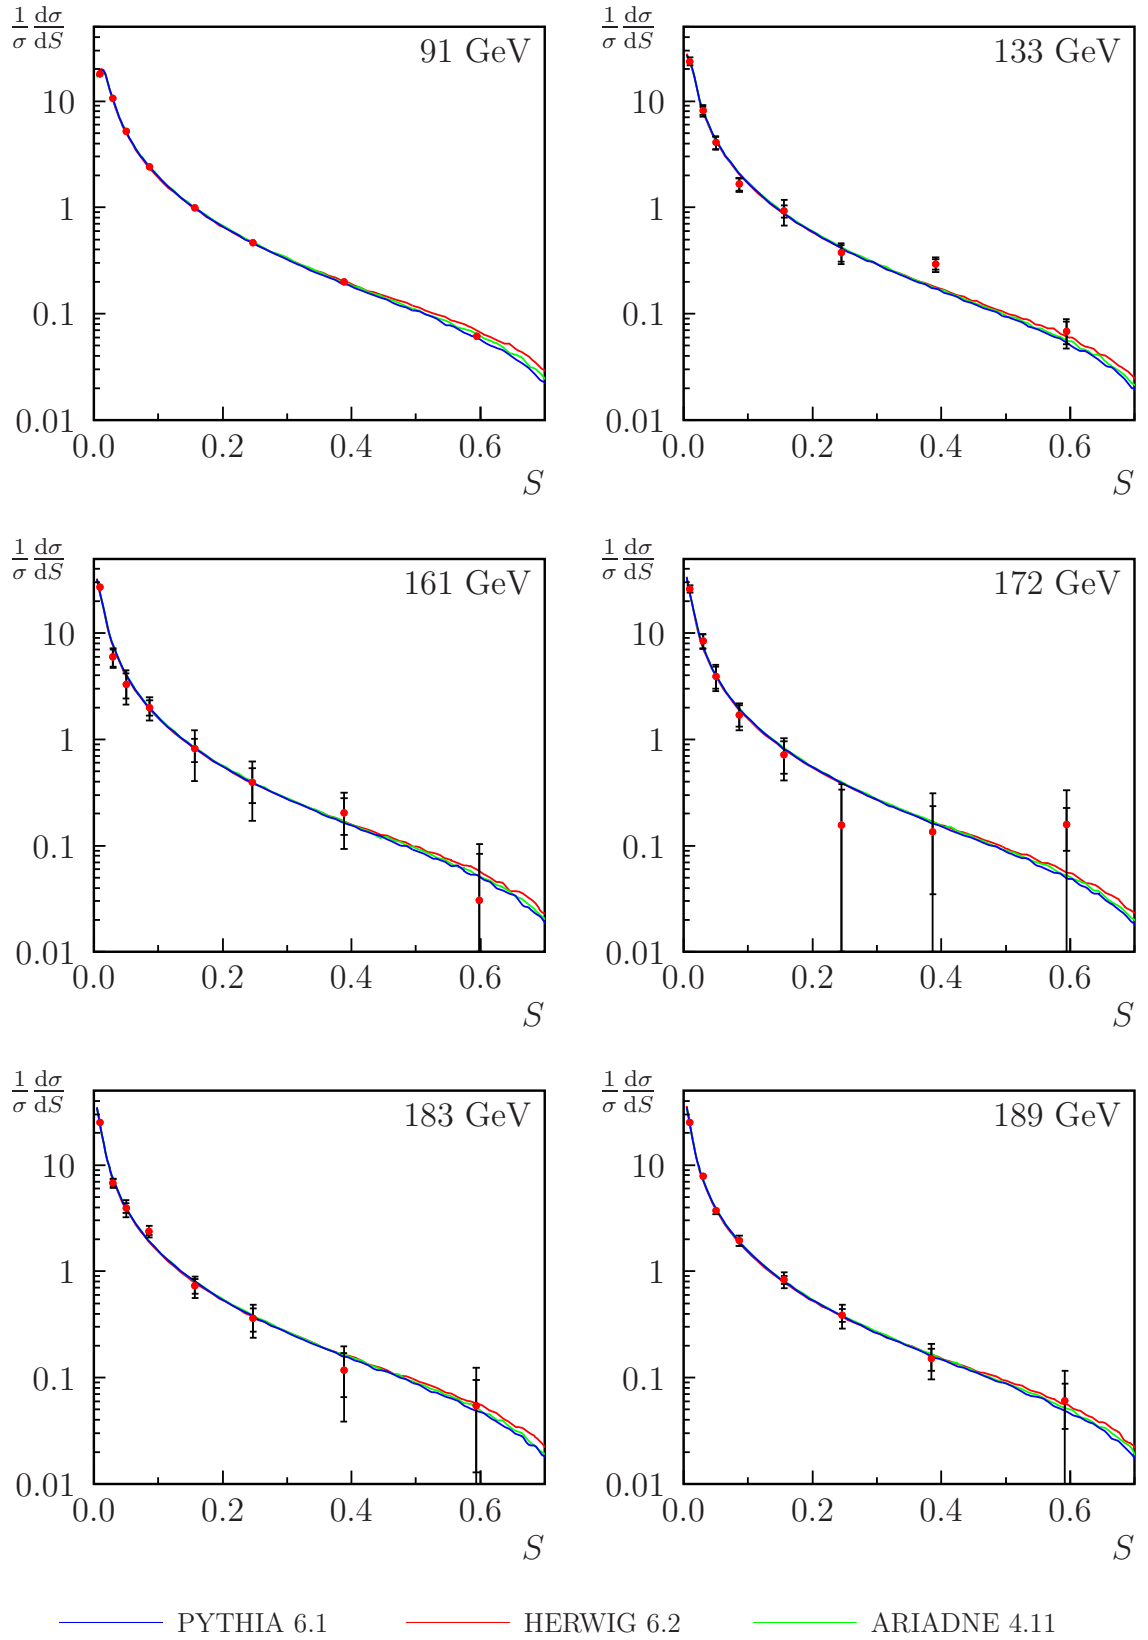 1/σ dσ/dS 91 GeV
10
1
0.1
0.01
0.0 0.2 0.4 0.6
S
1/σ dσ/dS 133 GeV
10
1
0.1
0.01
0.0 0.2 0.4 0.6
S
1/σ dσ/dS 161 GeV
10
1
0.1
0.01
0.0 0.2 0.4 0.6
S
1/σ dσ/dS 172 GeV
10
1
0.1
0.01
0.0 0.2 0.4 0.6
S
1/σ dσ/dS 183 GeV
10
1
0.1
0.01
0.0 0.2 0.4 0.6
S
1/σ dσ/dS 189 GeV
10
1
0.1
0.01
0.0 0.2 0.4 0.6
S
PYTHIA 6.1 HERWIG 6.2 ARIADNE 4.11